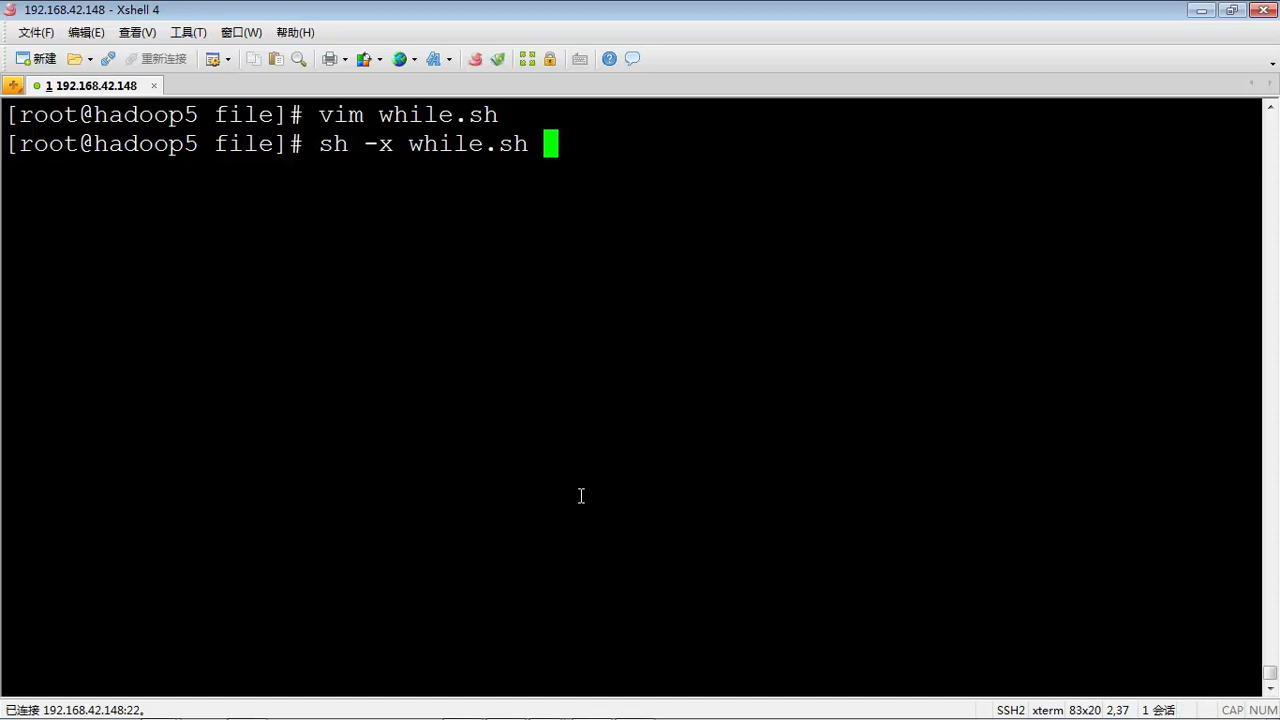 192.168.42.148 - Xshell 4
文件(F) 编辑(E) 查看(V) 工具(T) 窗口(W) 帮助(H)
新建 重新连接
1 192.168.42.148
[root@hadoop5 file]# vim while.sh
[root@hadoop5 file]# sh -x while.sh
已连接 192.168.42.148:22。 SSH2 xterm 83x20 2,37 1 会话 CAP NUM